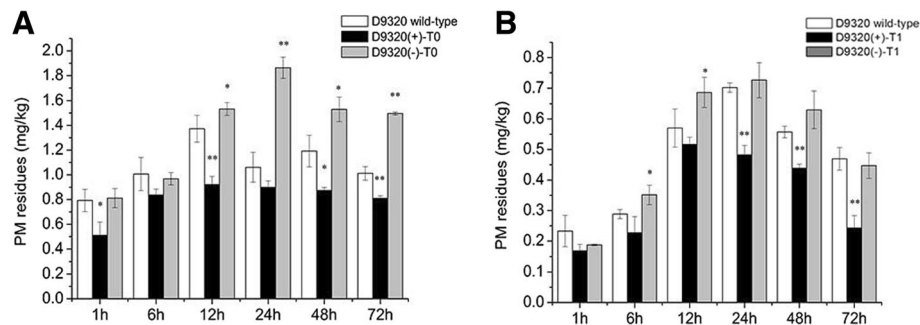 A
D9320 wild-type
D9320(+)-T0
D9320(-)-T0
PM residues (mg/kg)
2.0
1.8
1.6
1.4
1.2
1.0
0.8
0.6
0.4
0.2
0.0
*
**
*
**
*
*
**
**
1h
6h
12h
24h
48h
72h
B
D9320 wild-type
D9320(+)-T1
D9320(-)-T1
PM residues (mg/kg)
0.8
0.7
0.6
0.5
0.4
0.3
0.2
0.1
0.0
*
*
**
**
**
1h
6h
12h
24h
48h
72h